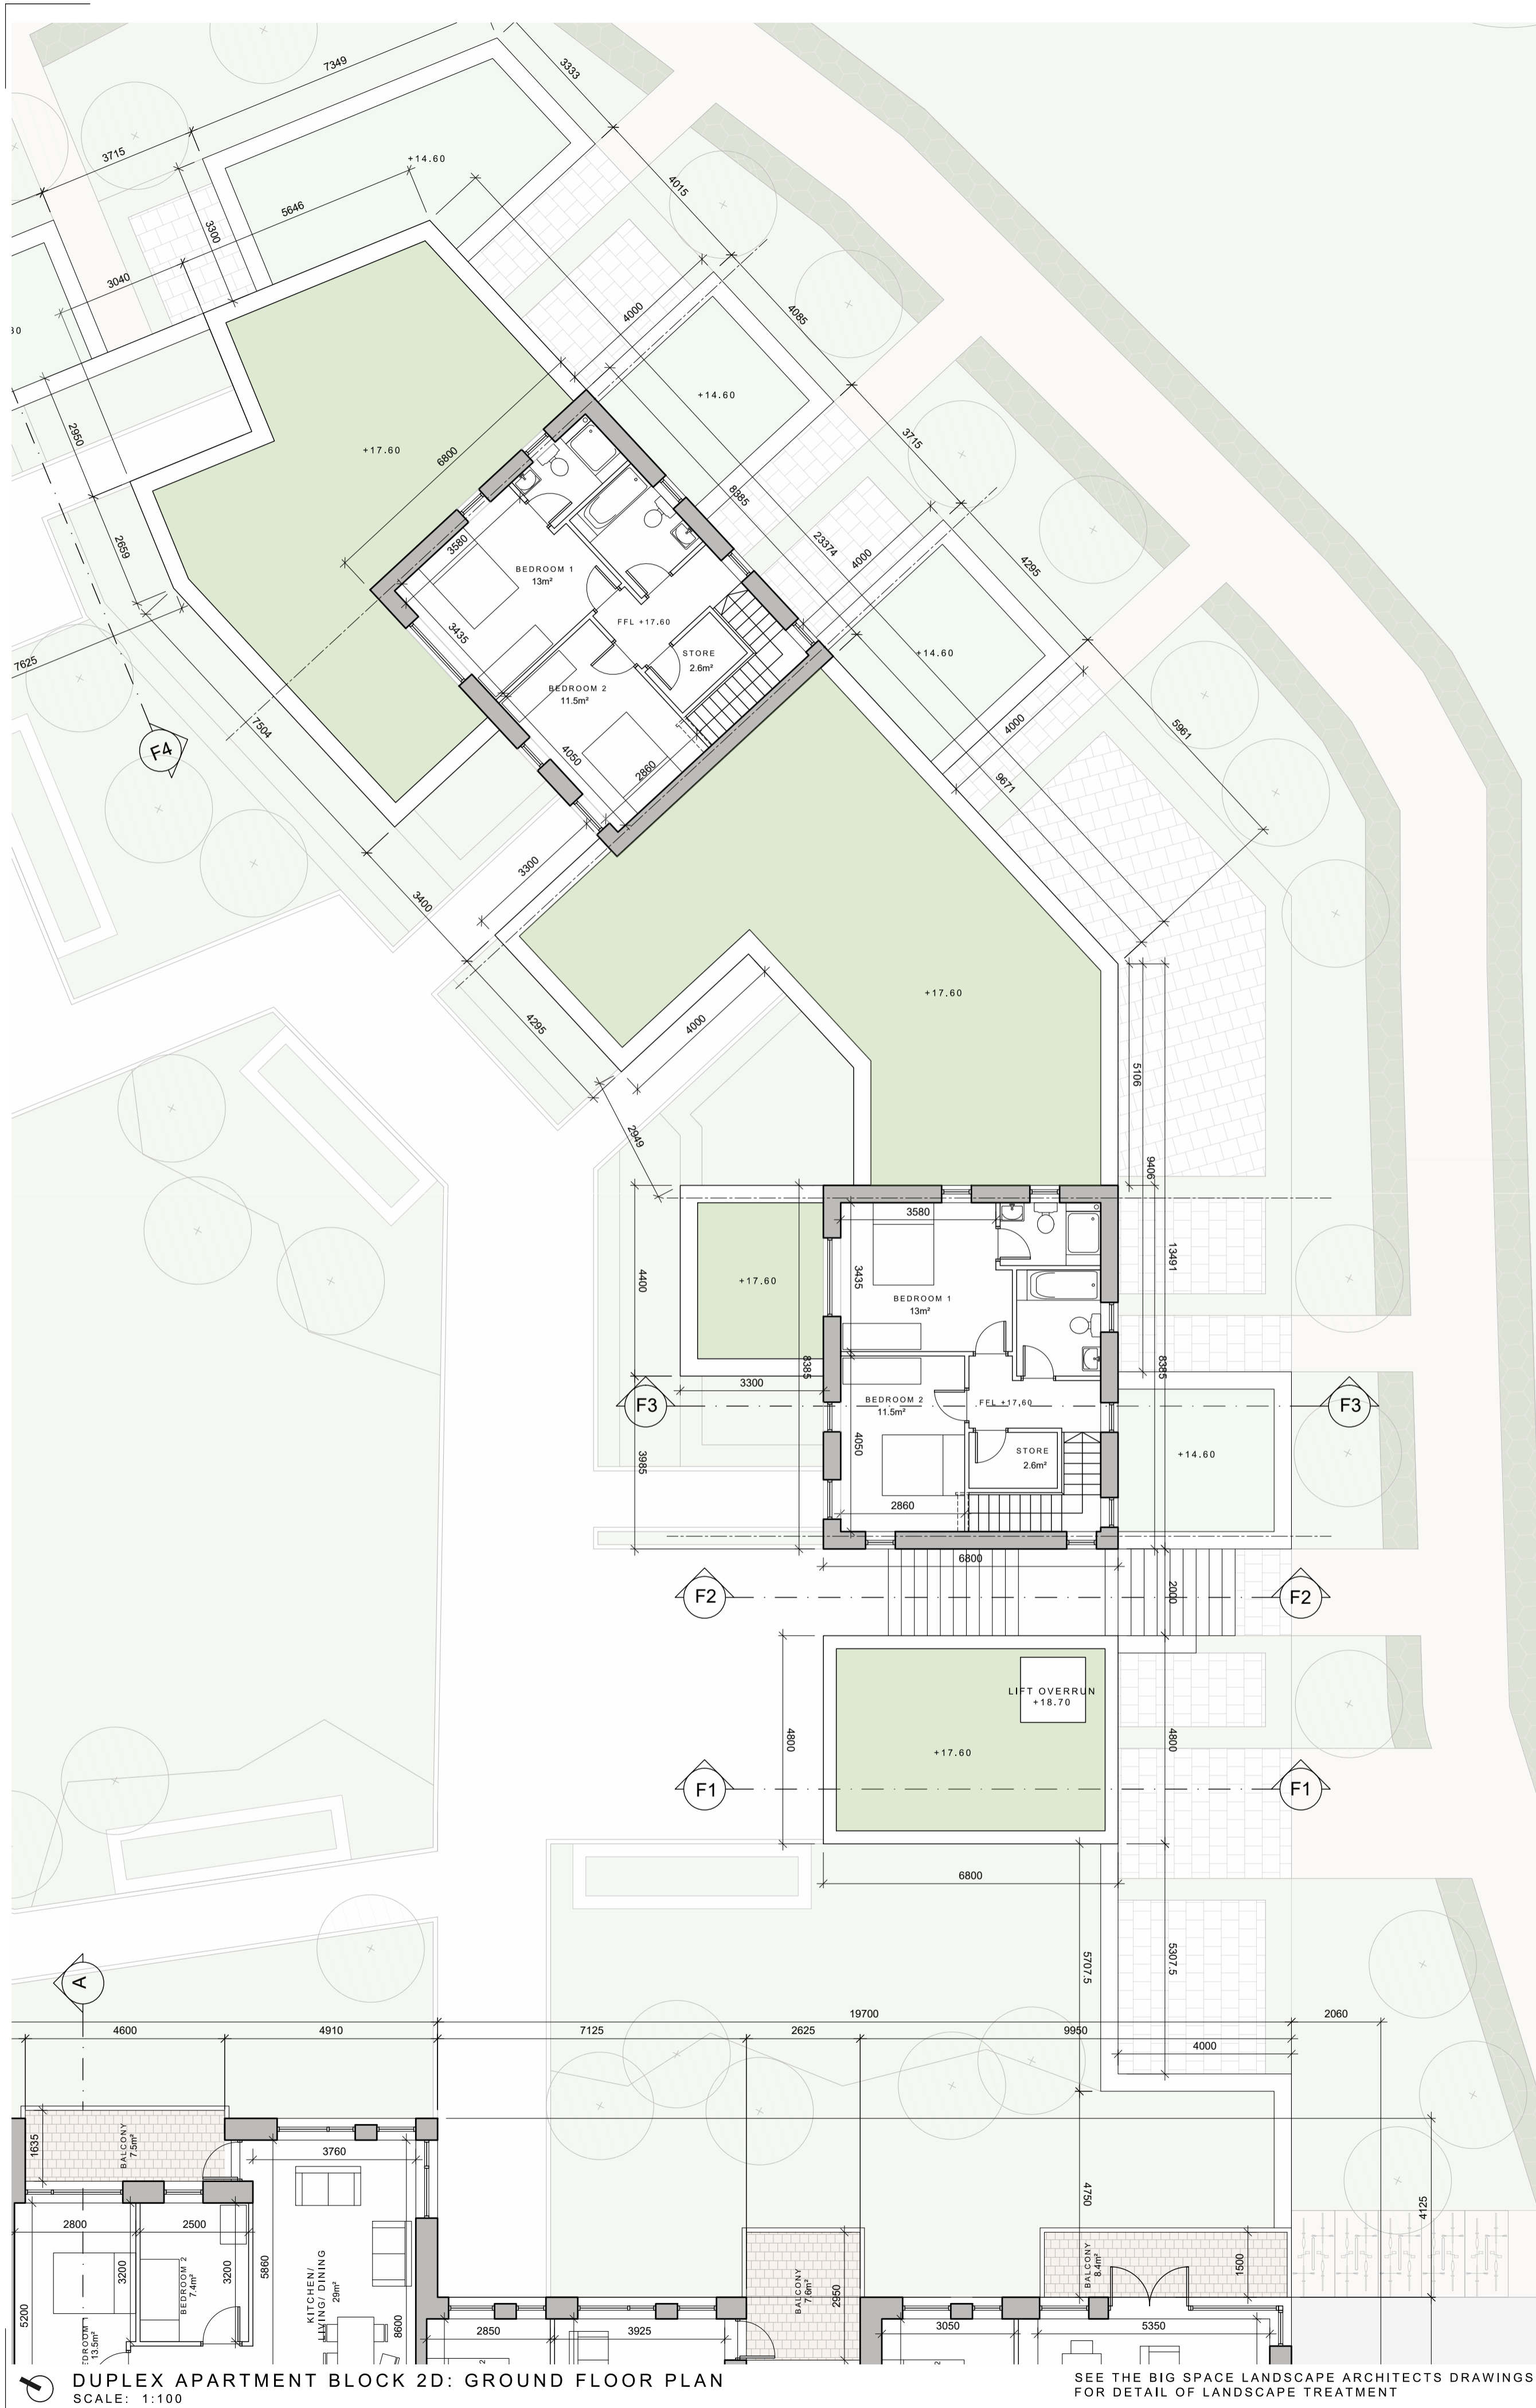 7349
3333
3715
+14.60
4015
5646
3300
3040
4000
4085
30
+14.60
2950
+17.60
6800
3715
8385
23374
4000
2659
3580
BEDROOM 1
13m²
4295
FFL +17.60
3435
STORE
2.6m²
+14.60
7625
BEDROOM 2
11.5m²
7504
4000
5961
F4
4050
2860
9671
3300
3400
+17.60
4295
4000
5106
2949
9406
3580
13491
4400
+17.60
3435
BEDROOM 1
13m²
8385
8385
3300
F3
BEDROOM 2
11.5m²
FFL +17.60
F3
3985
4050
STORE
2.6m²
+14.60
2860
6800
F2
2000
F2
LIFT OVERRUN
+18.70
4800
+17.60
4800
F1
F1
6800
5707.5
5307.5
A
19700
2060
4600
4910
7125
2625
9950
4000
1635
BALCONY
7.5m²
3760
4750
4125
2800
2500
3200
3200
5860
BEDROOM 2
7.4m²
KITCHEN/
LIVING/ DINING
29m²
BALCONY
7.6m²
2950
BALCONY
8.4m²
1500
5200
8600
2850
3925
3050
5350
EDROOM
13.5m²
2
2
DUPLEX APARTMENT BLOCK 2D: GROUND FLOOR PLAN
SCALE: 1:100
SEE THE BIG SPACE LANDSCAPE ARCHITECTS DRAWINGS
FOR DETAIL OF LANDSCAPE TREATMENT